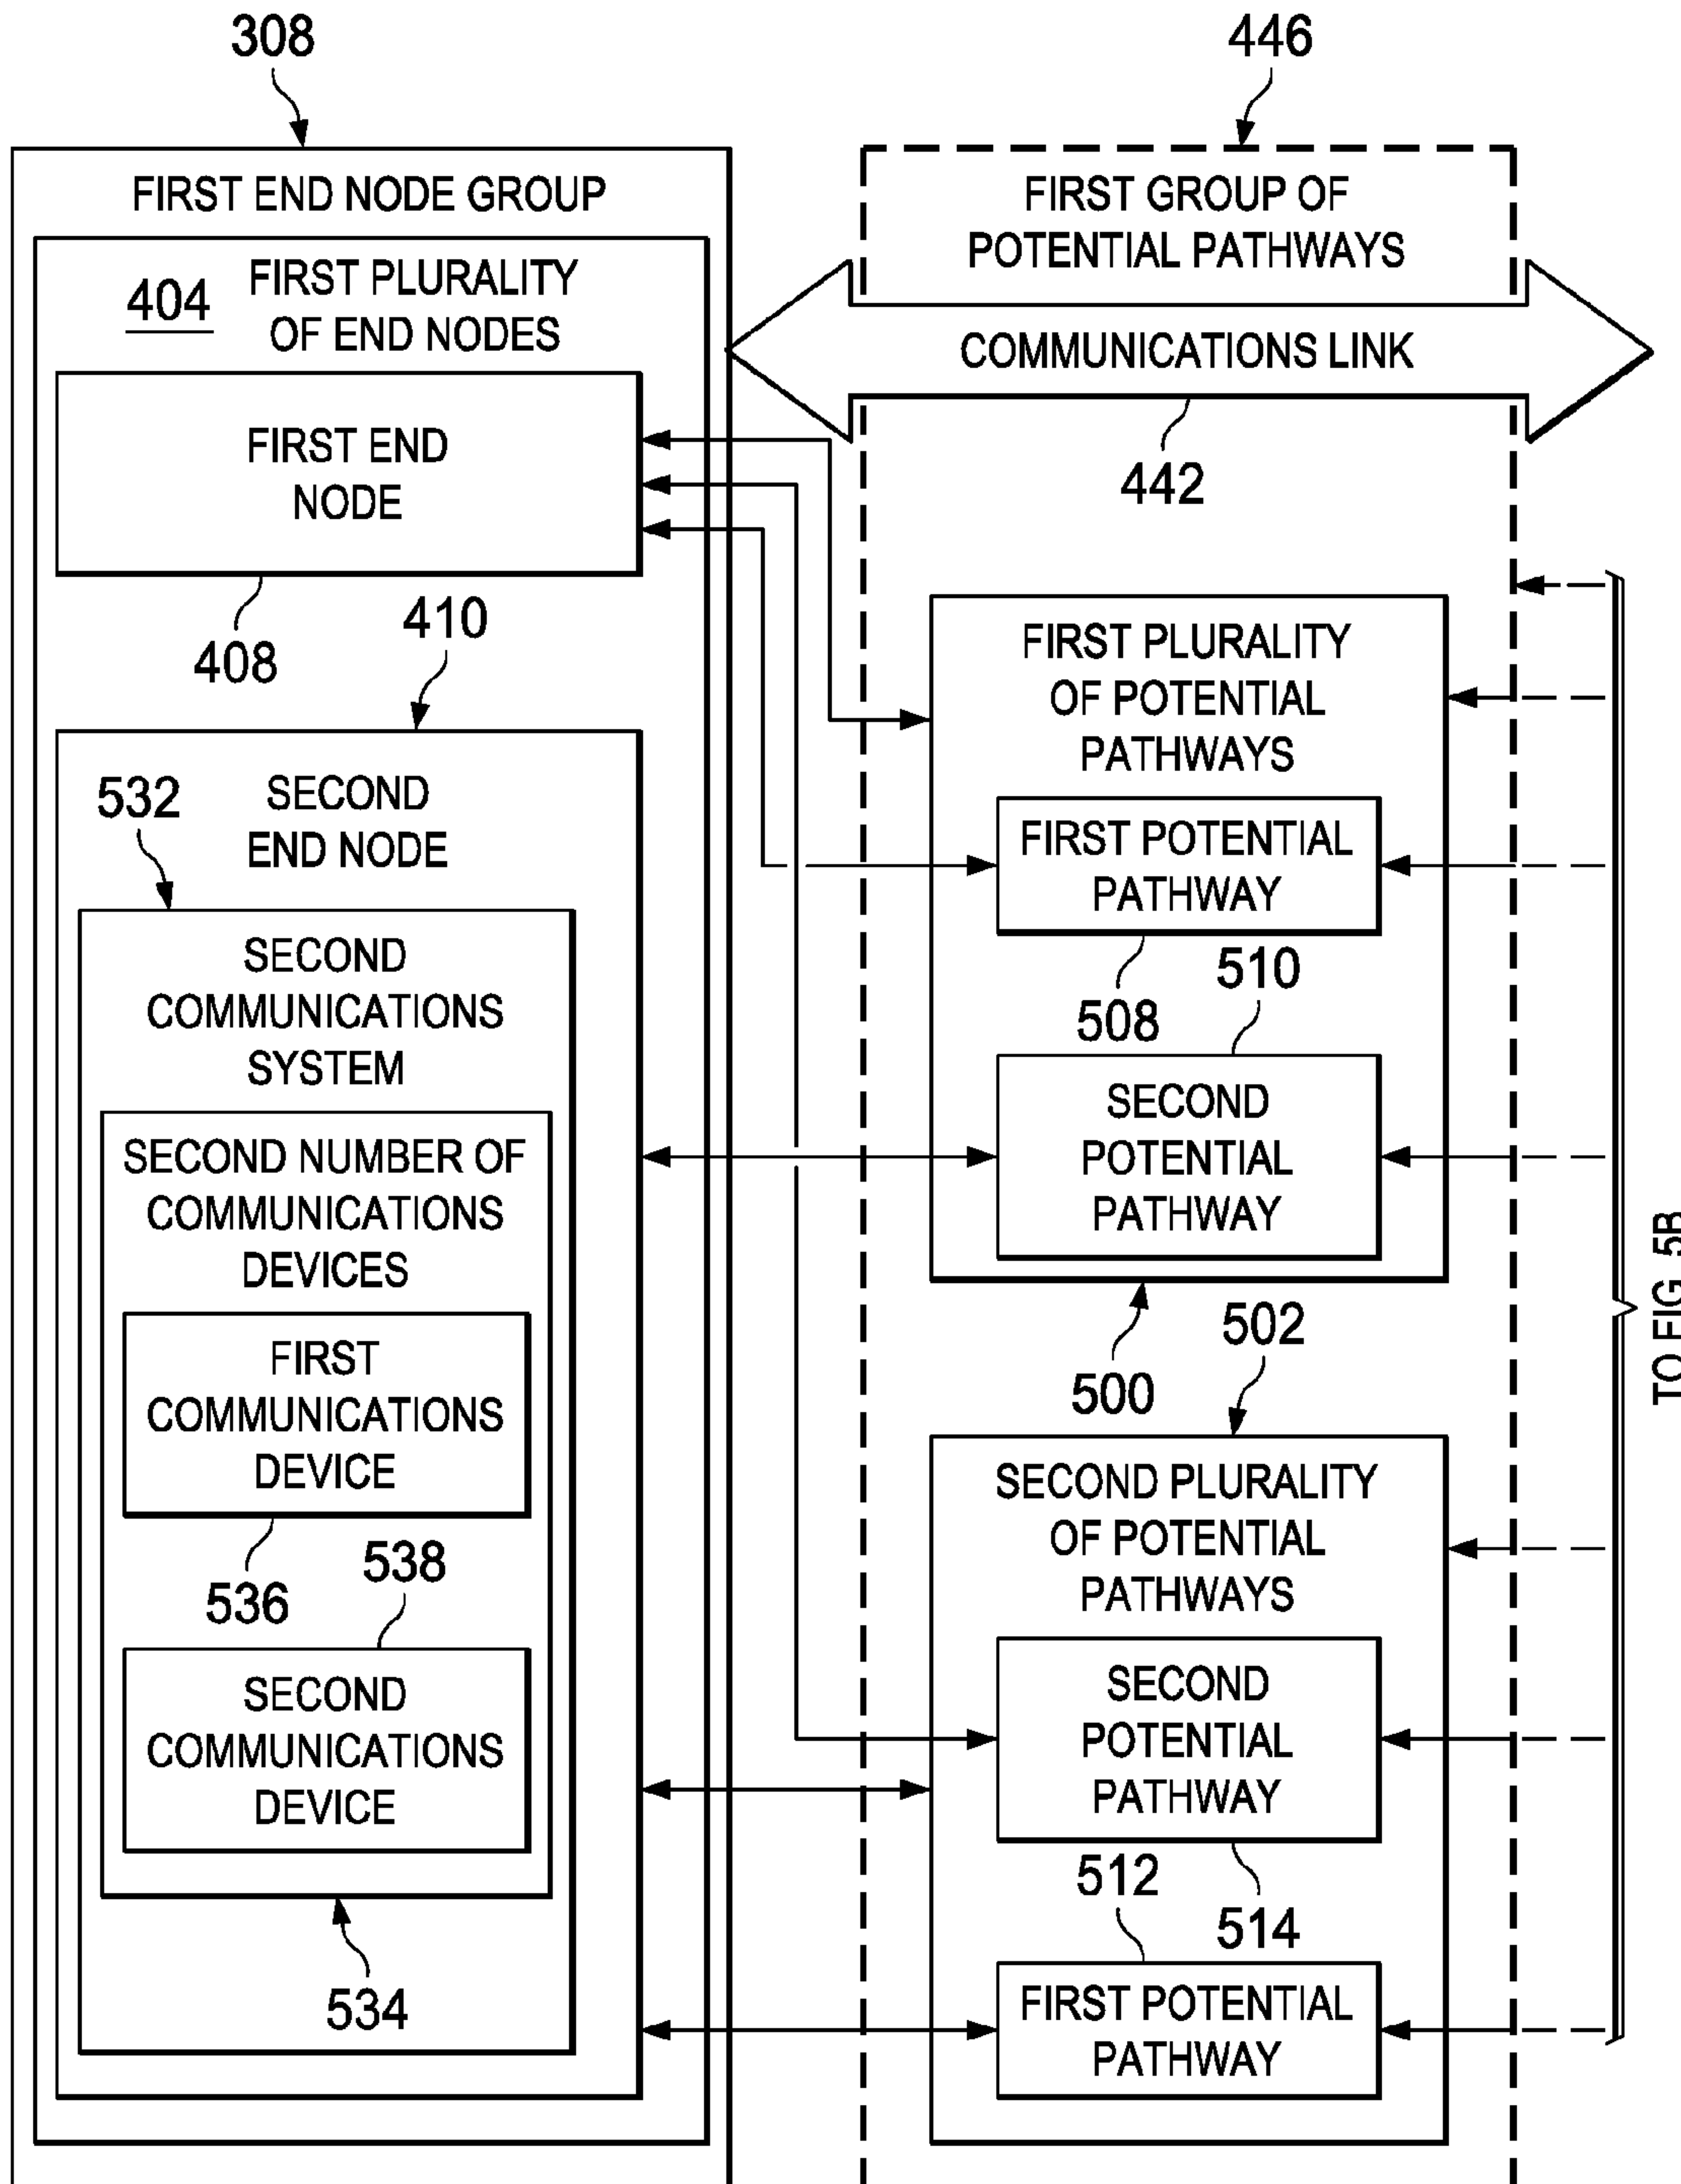 308
446
FIRST END NODE GROUP
404
FIRST PLURALITY
OF END NODES
FIRST END
NODE
408
410
SECOND
END NODE
532
SECOND
COMMUNICATIONS
SYSTEM
SECOND NUMBER OF
COMMUNICATIONS
DEVICES
FIRST
COMMUNICATIONS
DEVICE
536
538
SECOND
COMMUNICATIONS
DEVICE
534
FIRST GROUP OF
POTENTIAL PATHWAYS
COMMUNICATIONS LINK
442
FIRST PLURALITY
OF POTENTIAL
PATHWAYS
FIRST POTENTIAL
PATHWAY
508
510
SECOND
POTENTIAL
PATHWAY
500
502
SECOND PLURALITY
OF POTENTIAL
PATHWAYS
SECOND
POTENTIAL
PATHWAY
512
514
FIRST POTENTIAL
PATHWAY
TO FIG. 5B